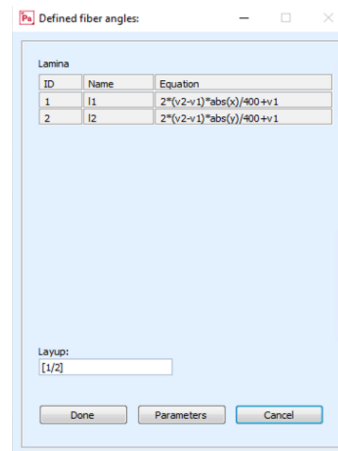 Pa Defined fiber angles:
Lamina
ID Name Equation
1 l1 2*(v2-v1)*abs(x)/400+v1
2 l2 2*(v2-v1)*abs(y)/400+v1
Layup:
[1/2]
Done Parameters Cancel